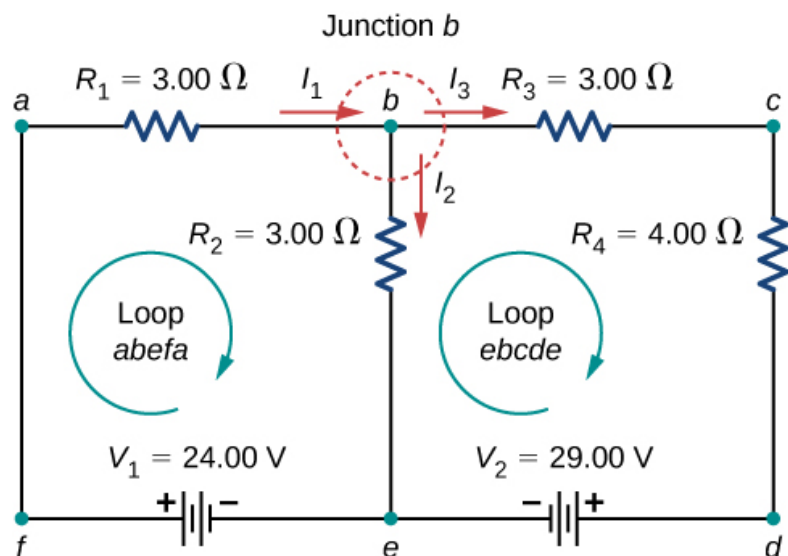 Junction b
R₁ = 3.00 Ω
I₁
I₃
R₃ = 3.00 Ω
a
b
c
I₂
R₂ = 3.00 Ω
R₄ = 4.00 Ω
Loop
abefa
Loop
ebcde
V₁ = 24.00 V
V₂ = 29.00 V
+ −
− +
f
e
d